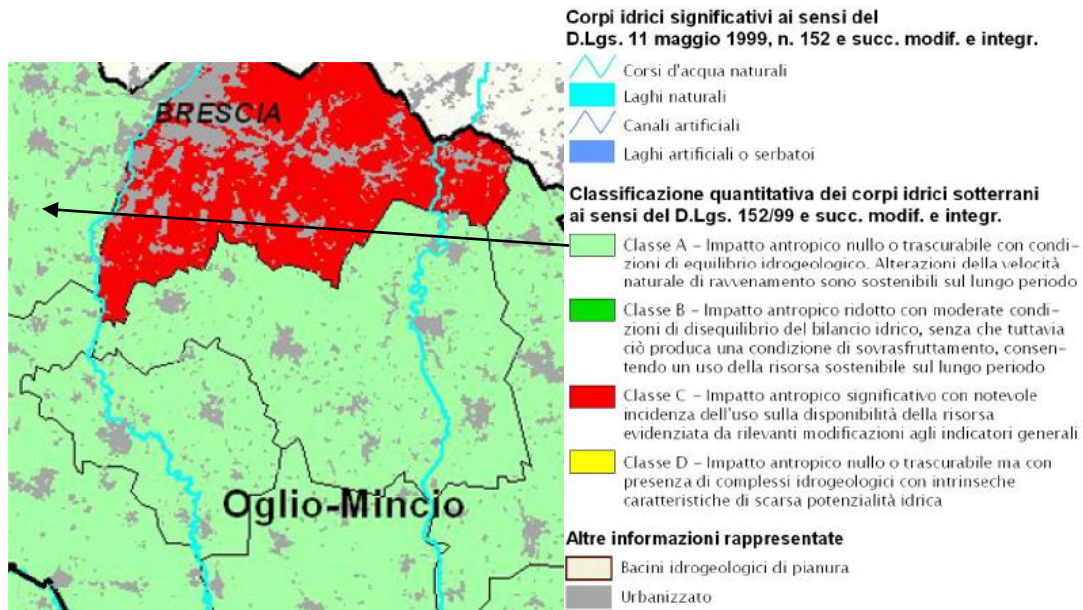 BRESCIA
Oglio-Mincio
Corpi idrici significativi ai sensi del
D.Lgs. 11 maggio 1999, n. 152 e succ. modif. e integr.
Corsi d'acqua naturali
Laghi naturali
Canali artificiali
Laghi artificiali o serbatoi
Classificazione quantitativa dei corpi idrici sotterrani
ai sensi del D.Lgs. 152/99 e succ. modif. e integr.
Classe A – Impatto antropico nullo o trascurabile con condi-
zioni di equilibrio idrogeologico. Alterazioni della velocità
naturale di ravvenamento sono sostenibili sul lungo periodo
Classe B – Impatto antropico ridotto con moderate condi-
zioni di disequilibrio del bilancio idrico, senza che tuttavia
ciò produca una condizione di sovrasfruttamento, consen-
tendo un uso della risorsa sostenibile sul lungo periodo
Classe C – Impatto antropico significativo con notevole
incidenza dell'uso sulla disponibilità della risorsa
evidenziata da rilevanti modificazioni agli indicatori generali
Classe D – Impatto antropico nullo o trascurabile ma con
presenza di complessi idrogeologici con intrinseche
caratteristiche di scarsa potenzialità idrica
Altre informazioni rappresentate
Bacini idrogeologici di pianura
Urbanizzato